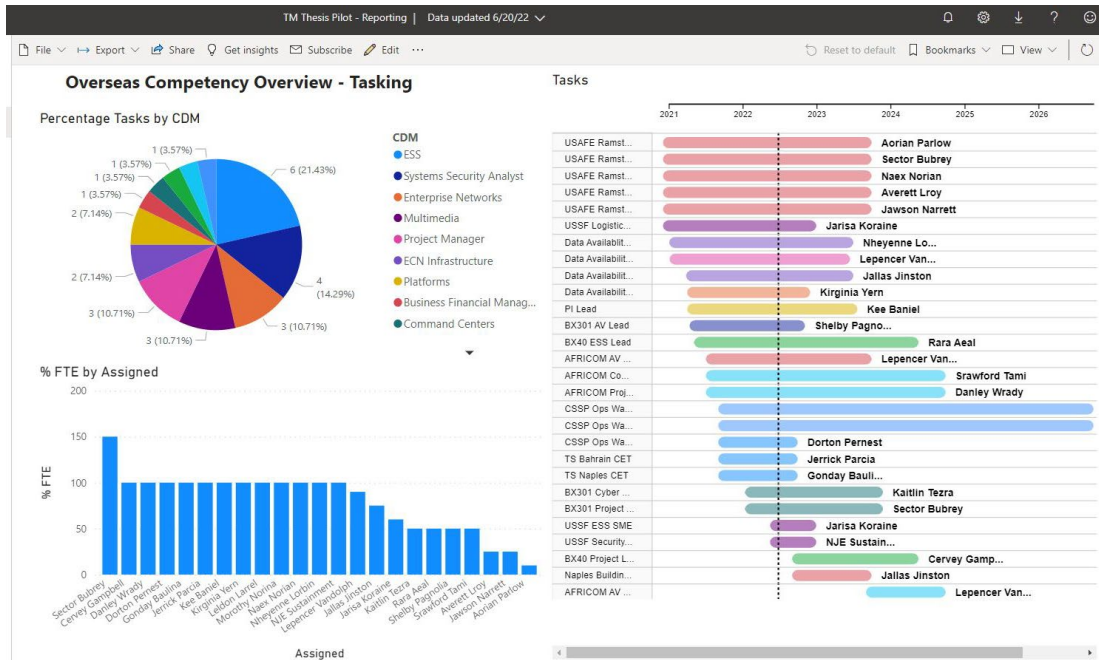 TM Thesis Pilot - Reporting | Data updated 6/20/22
File Export Share Get insights Subscribe Edit ... Reset to default Bookmarks View
Overseas Competency Overview - Tasking
Percentage Tasks by CDM
1 (3.57%)
1 (3.57%)
1 (3.57%)
1 (3.57%)
2 (7.14%)
2 (7.14%)
3 (10.71%)
3 (10.71%)
3 (10.71%)
4
(14.29%)
6 (21.43%)
CDM
ESS
Systems Security Analyst
Enterprise Networks
Multimedia
Project Manager
ECN Infrastructure
Platforms
Business Financial Manag...
Command Centers
% FTE by Assigned
% FTE
200
150
100
50
0
Sector Bubrey
Cervey Gampbell
Danley Wrady
Dorton Pernest
Gonday Baulina
Jerrick Parcia
Kee Baniel
Kirginia Yern
Leldon Larrel
Morothy Norina
Naex Norian
Nheyenne Lorbin
NJE Sustainment
Lepencer Vandolph
Jallas Jinston
Jarisa Koraine
Kaitlin Tezra
Rara Aeal
Shelby Pagnolia
Srawford Tami
Averett Lroy
Jawson Narrett
Aorian Parlow
Assigned
Tasks
2021 2022 2023 2024 2025 2026
USAFE Ramst... Aorian Parlow
USAFE Ramst... Sector Bubrey
USAFE Ramst... Naex Norian
USAFE Ramst... Averett Lroy
USAFE Ramst... Jawson Narrett
USSF Logistic... Jarisa Koraine
Data Availablit... Nheyenne Lo...
Data Availabilit... Lepencer Van...
Data Availabilit... Jallas Jinston
Data Availabilit... Kirginia Yern
PI Lead Kee Baniel
BX301 AV Lead Shelby Pagno...
BX40 ESS Lead Rara Aeal
AFRICOM AV ... Lepencer Van...
AFRICOM Co... Srawford Tami
AFRICOM Proj... Danley Wrady
CSSP Ops Wa...
CSSP Ops Wa...
CSSP Ops Wa... Dorton Pernest
TS Bahrain CET Jerrick Parcia
TS Naples CET Gonday Bauli...
BX301 Cyber ... Kaitlin Tezra
BX301 Project ... Sector Bubrey
USSF ESS SME Jarisa Koraine
USSF Security... NJE Sustain...
BX40 Project L... Cervey Gamp...
Naples Buildin... Jallas Jinston
AFRICOM AV ... Lepencer Van...